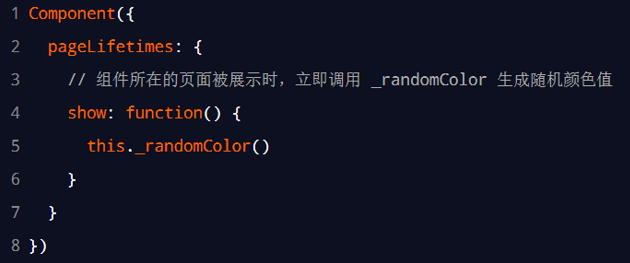 1 Component({
2   pageLifetimes: {
3     // 组件所在的页面被展示时，立即调用 _randomColor 生成随机颜色值
4     show: function() {
5       this._randomColor()
6     }
7   }
8 })